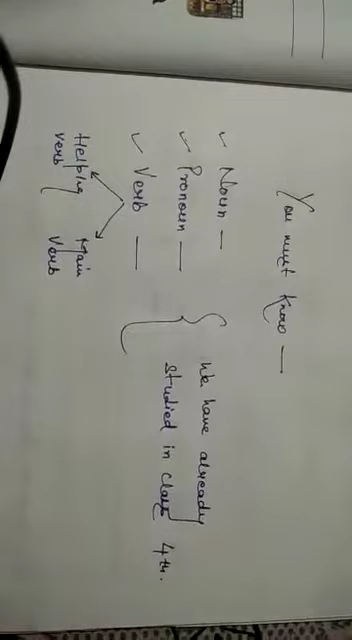 You must know —
✓ Noun —
✓ Pronoun —
✓ Verb —
We have already
studied in class 4th.
Helping verb
Main Verb